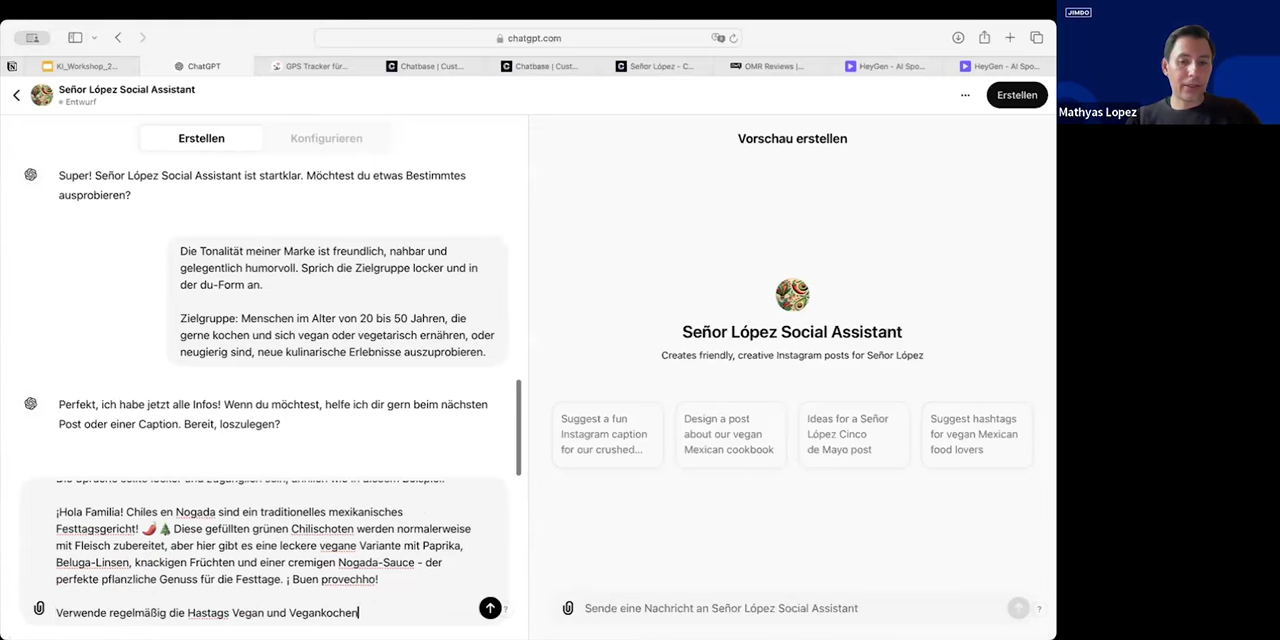 JIMDO
chatgpt.com
KI_Workshop_2...
ChatGPT
GPS Tracker für...
Chatbase | Cust...
Chatbase | Cust...
Señor López - C...
OMR Reviews |...
HeyGen - AI Spo...
HeyGen - AI Spo...
Mathyas Lopez
Señor López Social Assistant
Entwurf
...
Erstellen
Erstellen
Konfigurieren
Vorschau erstellen
Super! Señor López Social Assistant ist startklar. Möchtest du etwas Bestimmtes
ausprobieren?
Die Tonalität meiner Marke ist freundlich, nahbar und
gelegentlich humorvoll. Sprich die Zielgruppe locker und in
der du-Form an.
Zielgruppe: Menschen im Alter von 20 bis 50 Jahren, die
gerne kochen und sich vegan oder vegetarisch ernähren, oder
neugierig sind, neue kulinarische Erlebnisse auszuprobieren.
Perfekt, ich habe jetzt alle Infos! Wenn du möchtest, helfe ich dir gern beim nächsten
Post oder einer Caption. Bereit, loszulegen?
¡Hola Familia! Chiles en Nogada sind ein traditionelles mexikanisches
Festtagsgericht! 🌶️🎄 Diese gefüllten grünen Chilischoten werden normalerweise
mit Fleisch zubereitet, aber hier gibt es eine leckere vegane Variante mit Paprika,
Beluga-Linsen, knackigen Früchten und einer cremigen Nogada-Sauce - der
perfekte pflanzliche Genuss für die Festtage. ¡ Buen provechho!
Verwende regelmäßig die Hastags Vegan und Vegankochen
?
Señor López Social Assistant
Creates friendly, creative Instagram posts for Señor López
Suggest a fun
Instagram caption
for our crushed...
Design a post
about our vegan
Mexican cookbook
Ideas for a Señor
López Cinco
de Mayo post
Suggest hashtags
for vegan Mexican
food lovers
Sende eine Nachricht an Señor López Social Assistant
?